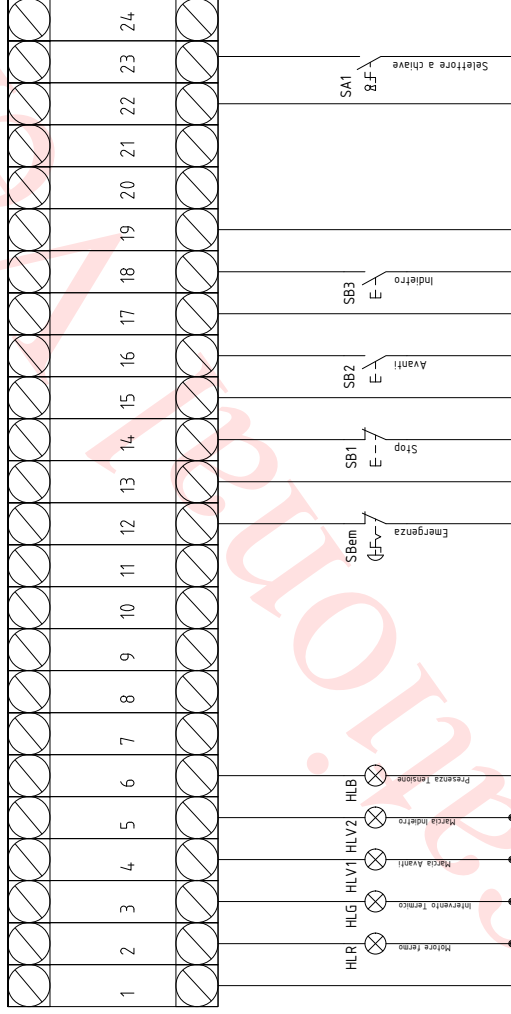 24
23
22
21
20
19
18
17
16
15
14
13
12
11
10
9
8
7
6
5
4
3
2
1
SA1
Selettore a chiave
SB3
Indietro
SB2
Avanti
SB1
Stop
SBem
Emergenza
HLB
Presenza Tensione
HLV2
Marcia Indietro
HLV1
Marcia Avanti
HLG
Intervento Termico
HLR
Motore fermo